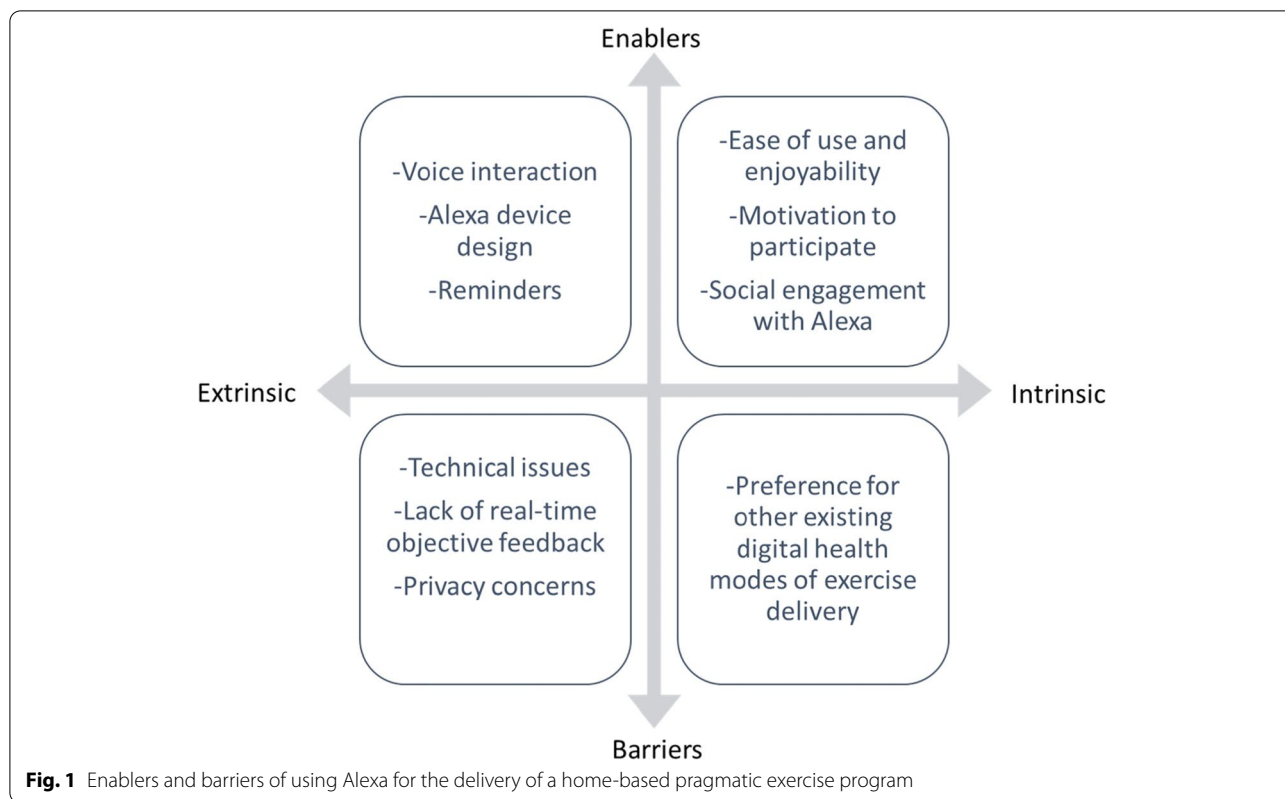 Enablers
-Voice interaction
-Alexa device
design
-Reminders
-Ease of use and
enjoyability
-Motivation to
participate
-Social engagement
with Alexa
Extrinsic
Intrinsic
-Technical issues
-Lack of real-time
objective feedback
-Privacy concerns
-Preference for
other existing
digital health
modes of exercise
delivery
Barriers
Fig. 1 Enablers and barriers of using Alexa for the delivery of a home-based pragmatic exercise program